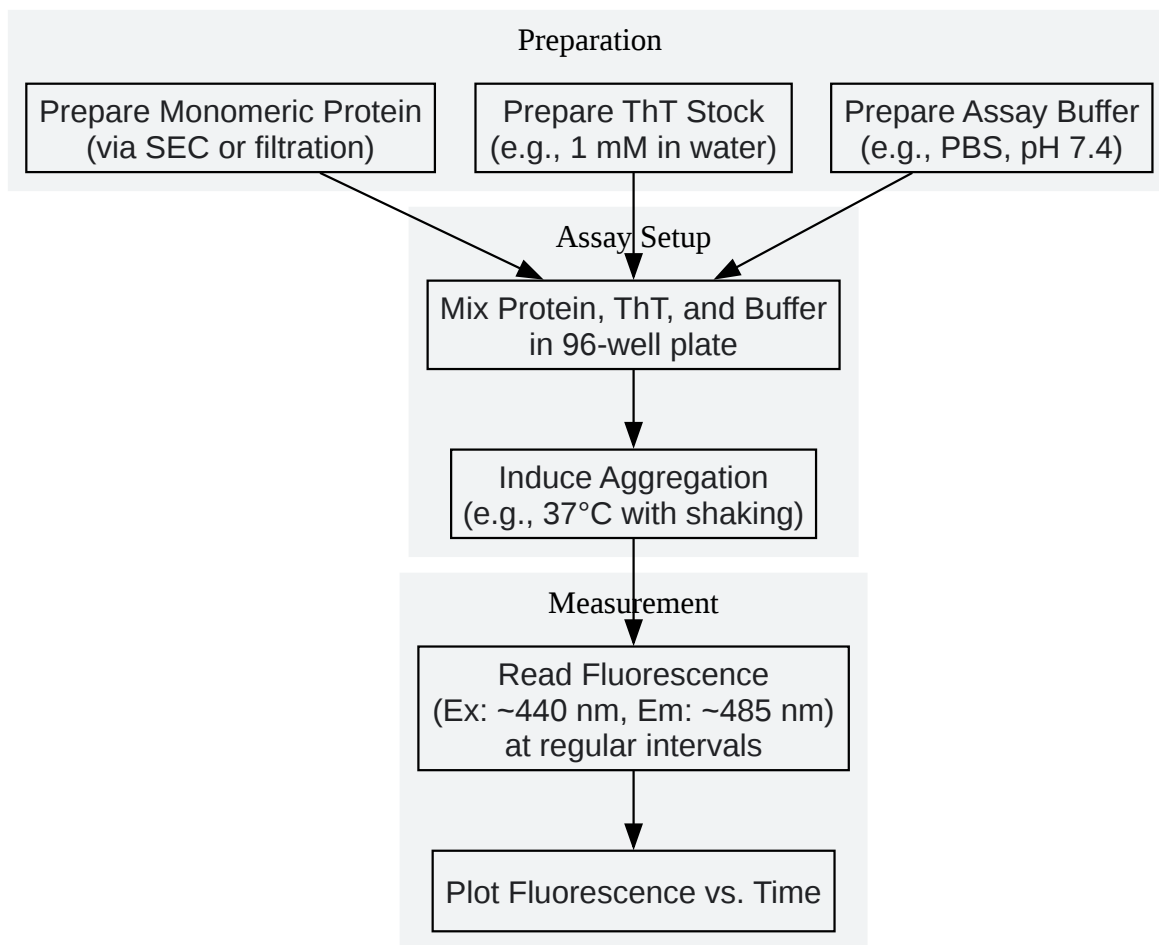 Preparation
Prepare Monomeric Protein
(via SEC or filtration)
Prepare ThT Stock
(e.g., 1 mM in water)
Prepare Assay Buffer
(e.g., PBS, pH 7.4)
Assay Setup
Mix Protein, ThT, and Buffer
in 96-well plate
Induce Aggregation
(e.g., 37°C with shaking)
Measurement
Read Fluorescence
(Ex: ~440 nm, Em: ~485 nm)
at regular intervals
Plot Fluorescence vs. Time